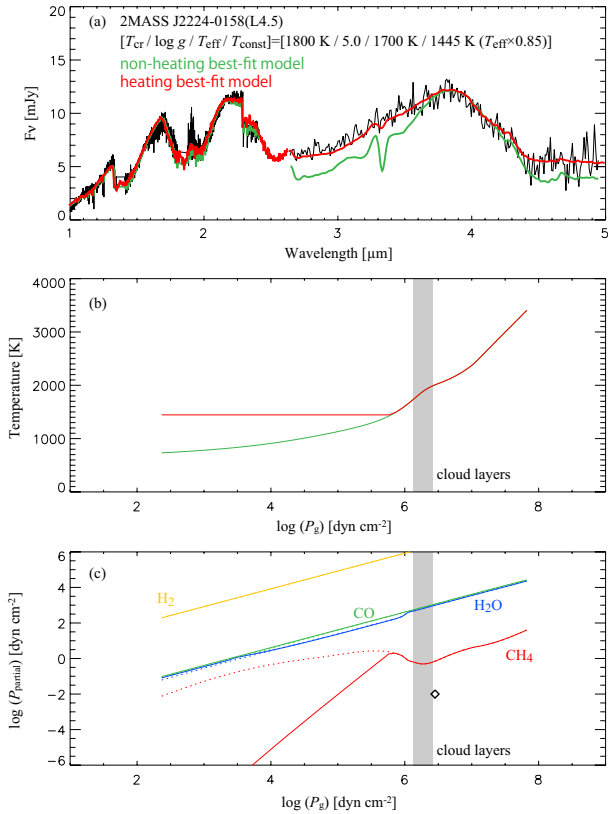 (a) 2MASS J2224-0158(L4.5)
[Tcr / log g / Teff / Tconst]=[1800 K / 5.0 / 1700 K / 1445 K (Teff×0.85)]
non-heating best-fit model
heating best-fit model
20
15
10
5
0
Fν [mJy]
1 2 3 4 5
Wavelength [μm]
(b)
4000
3000
2000
1000
0
Temperature [K]
cloud layers
2 4 6 8
log (Pg) [dyn cm-2]
(c)
6
4
2
0
-2
-4
-6
log (Ppartial) [dyn cm-2]
H2
CO
H2O
CH4
cloud layers
2 4 6 8
log (Pg) [dyn cm-2]